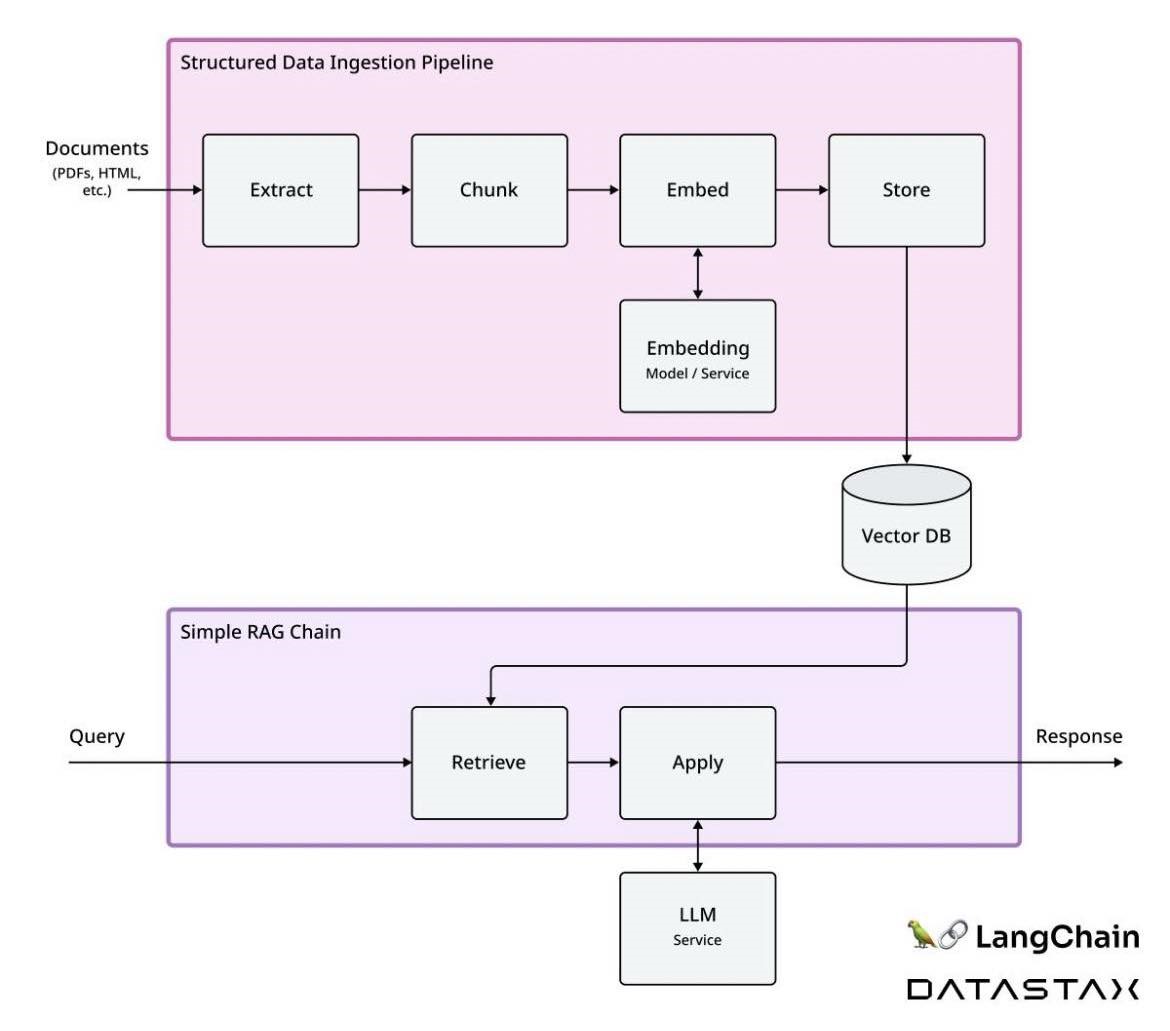 Structured Data Ingestion Pipeline
Documents
(PDFs, HTML,
etc.)
Extract
Chunk
Embed
Store
Embedding
Model / Service
Vector DB
Simple RAG Chain
Query
Retrieve
Apply
Response
LLM
Service
LangChain
DATASTAX